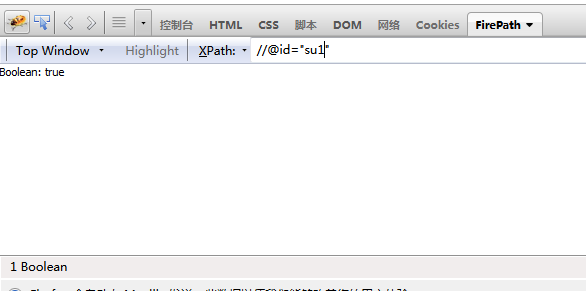 控制台 HTML CSS 脚本 DOM 网络 Cookies FirePath
Top Window Highlight XPath: //@id="su1"
Boolean: true
1 Boolean